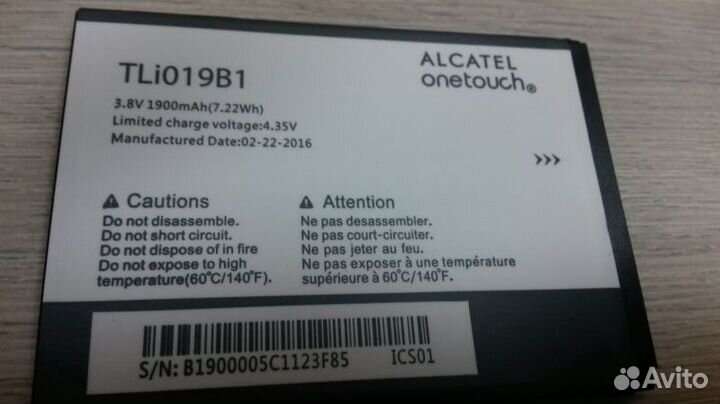 TLi019B1
3.8V 1900mAh(7.22Wh)
Limited charge voltage:4.35V
Manufactured Date:02-22-2016
ALCATEL
onetouch®
>>>
Cautions
Do not disassemble.
Do not short circuit.
Do not dispose of in fire
Do not expose to high
temperature(60°C/140°F).
Attention
Ne pas desassembler.
Ne pas court-circuiter.
Ne pas jeter au feu.
Ne pas exposer à une température
supérieure à 60°C/140°F.
S/N: B1900005C1123F85 ICS01
Avito